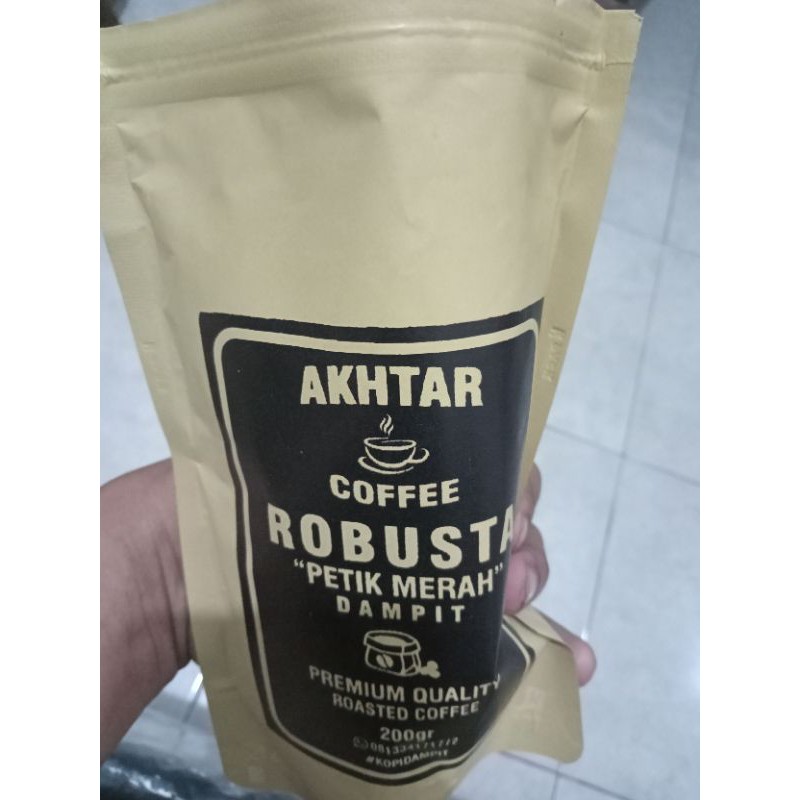 AKHTAR
COFFEE
ROBUSTA
"PETIK MERAH"
DAMPIT
PREMIUM QUALITY
ROASTED COFFEE
200gr
#KOPIDAMPIT